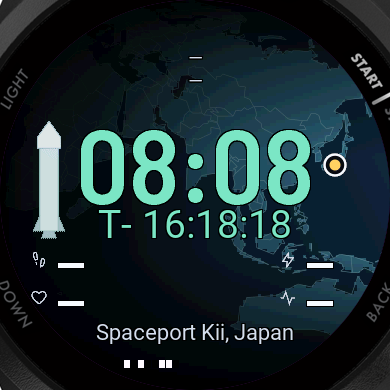 LIGHT
START
08:08
T- 16:18:18
DOWN
BACK
Spaceport Kii, Japan